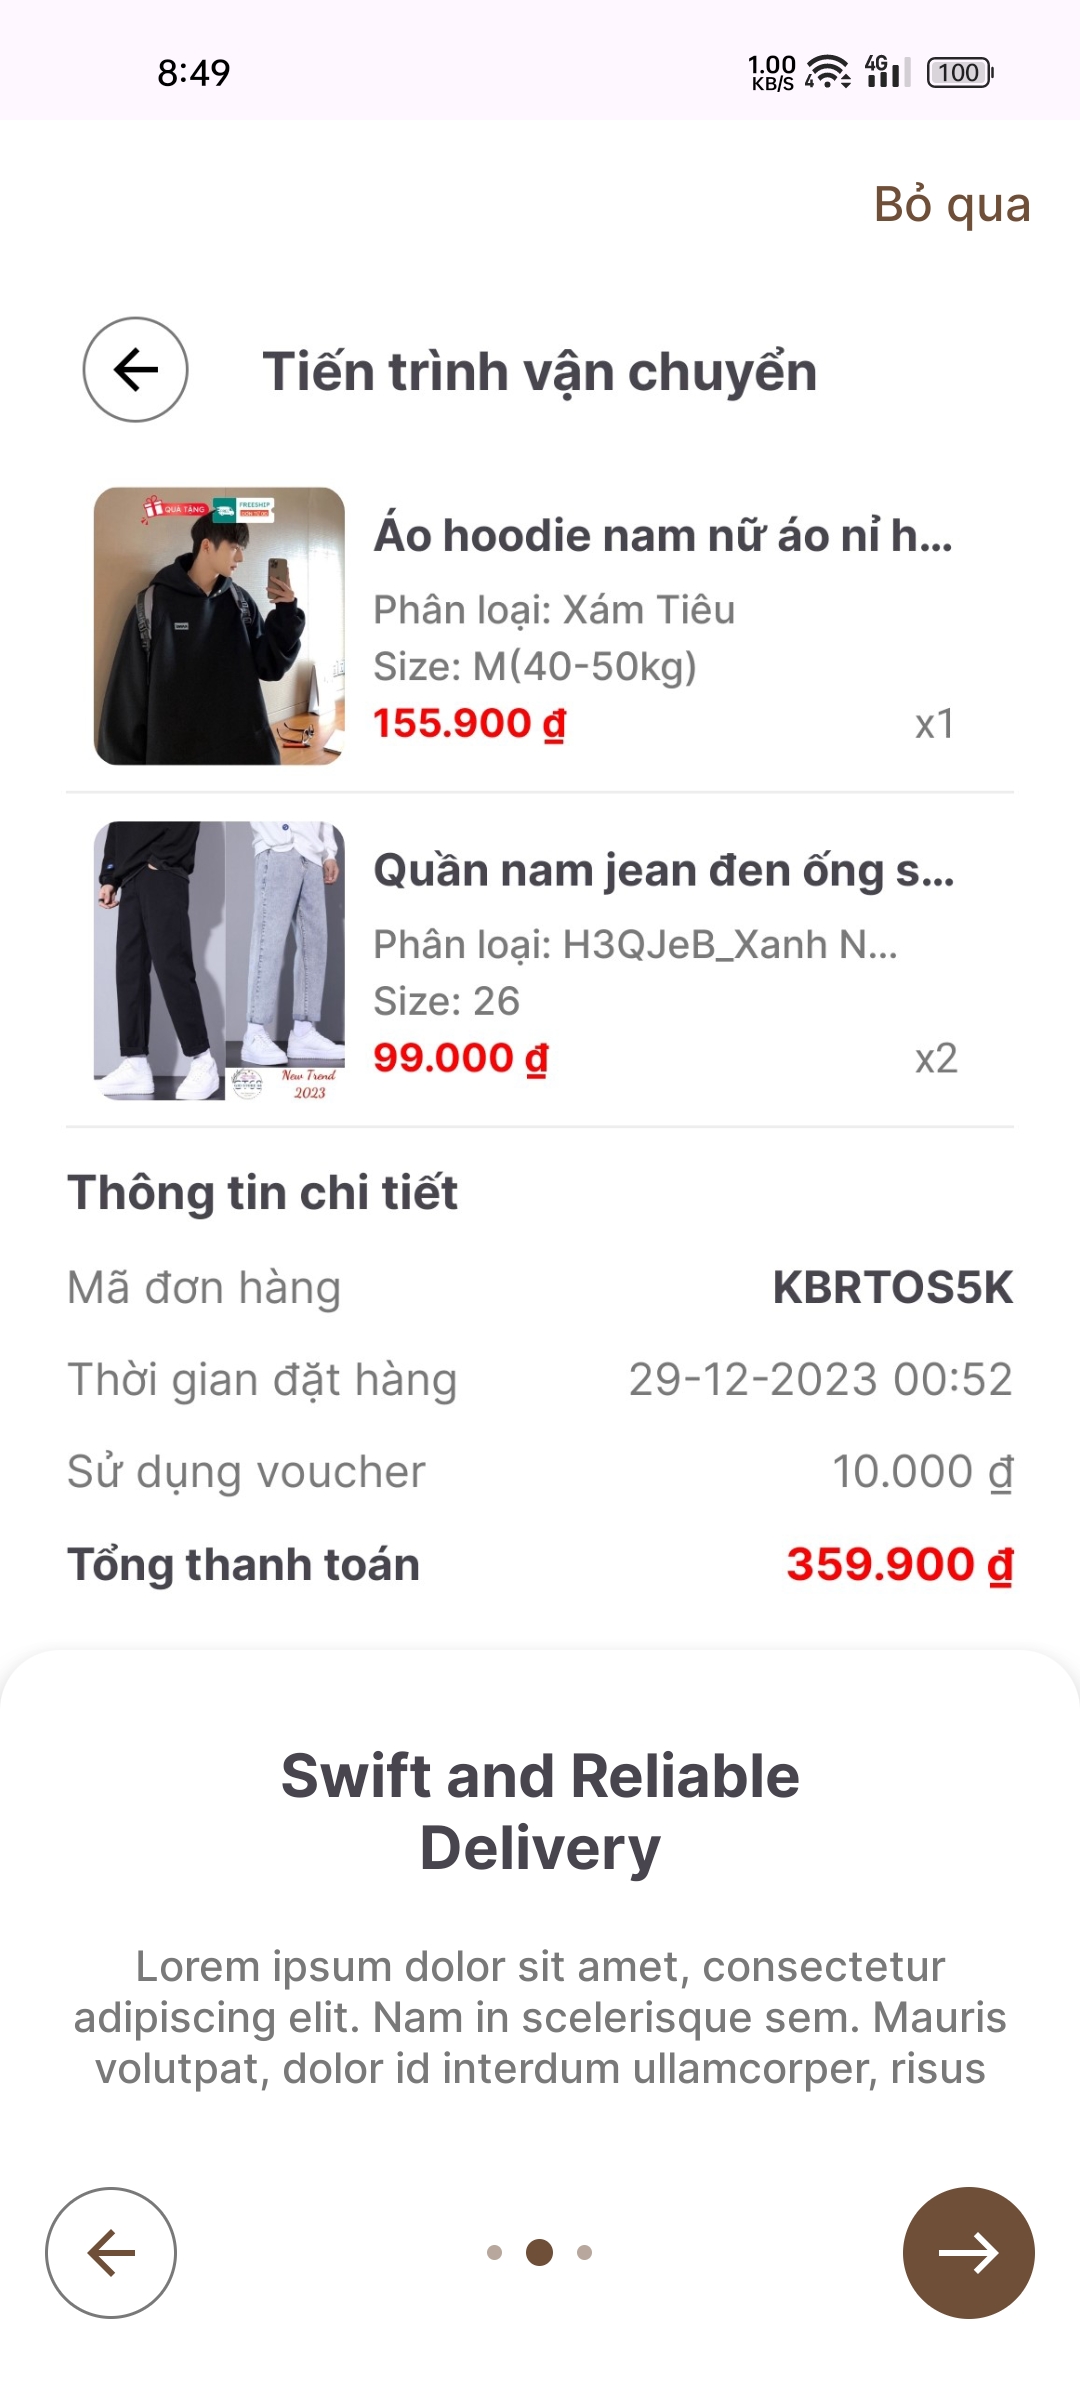 8:49
1.00
KB/S
4
4G
100
Bỏ qua
Tiến trình vận chuyển
QUÀ TẶNG
FREESHIP
Áo hoodie nam nữ áo nỉ h...
Phân loại: Xám Tiêu
Size: M(40-50kg)
155.900 ₫
x1
New Trend
2023
Quần nam jean đen ống s...
Phân loại: H3QJeB_Xanh N...
Size: 26
99.000 ₫
x2
Thông tin chi tiết
Mã đơn hàng KBRTOS5K
Thời gian đặt hàng 29-12-2023 00:52
Sử dụng voucher 10.000 ₫
Tổng thanh toán 359.900 ₫
Swift and Reliable
Delivery
Lorem ipsum dolor sit amet, consectetur
adipiscing elit. Nam in scelerisque sem. Mauris
volutpat, dolor id interdum ullamcorper, risus